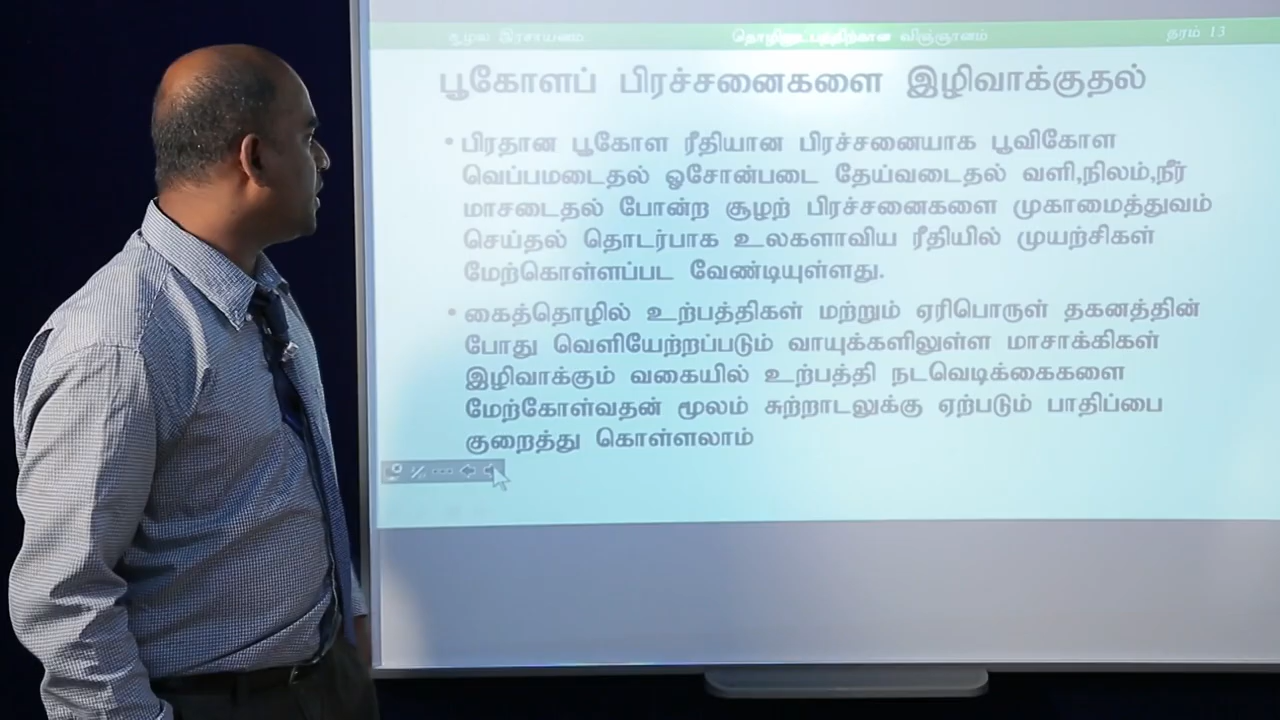 சூழல் இரசாயனம் தொழினுட்பத்திற்கான விஞ்ஞானம் தரம் 13
பூகோளப் பிரச்சனைகளை இழிவாக்குதல்
• பிரதான பூகோள ரீதியான பிரச்சனையாக பூவிகோள
வெப்பமடைதல் ஓசோன்படை தேய்வடைதல் வளி,நிலம்,நீர்
மாசடைதல் போன்ற சூழற் பிரச்சனைகளை முகாமைத்துவம்
செய்தல் தொடர்பாக உலகளாவிய ரீதியில் முயற்சிகள்
மேற்கொள்ளப்பட வேண்டியுள்ளது.
• கைத்தொழில் உற்பத்திகள் மற்றும் ஏரிபொருள் தகனத்தின்
போது வெளியேற்றப்படும் வாயுக்களிலுள்ள மாசாக்கிகள்
இழிவாக்கும் வகையில் உற்பத்தி நடவெடிக்கைகளை
மேற்கோள்வதன் மூலம் சுற்றாடலுக்கு ஏற்படும் பாதிப்பை
குறைத்து கொள்ளலாம்